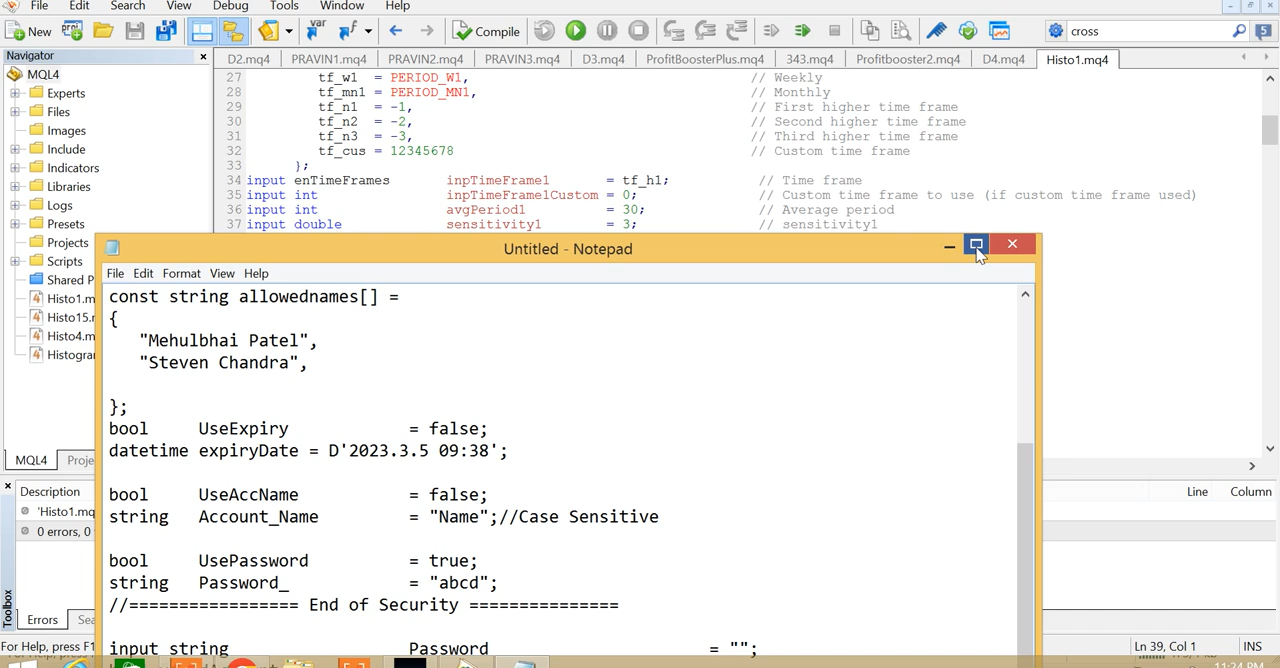 File Edit Search View Debug Tools Window Help
New var Compile cross 5
Navigator
D2.mq4 PRAVIN1.mq4 PRAVIN2.mq4 PRAVIN3.mq4 D3.mq4 ProfitBoosterPlus.mq4 343.mq4 Profitbooster2.mq4 D4.mq4 Histo1.mq4
MQL4
Experts
Files
Images
Include
Indicators
Libraries
Logs
Presets
Projects
Scripts
Shared P
Histo1.m
Histo15.
Histo4.m
Histogra
27 tf_w1 = PERIOD_W1, // Weekly
28 tf_mn1 = PERIOD_MN1, // Monthly
29 tf_n1 = -1, // First higher time frame
30 tf_n2 = -2, // Second higher time frame
31 tf_n3 = -3, // Third higher time frame
32 tf_cus = 12345678 // Custom time frame
33 };
34 input enTimeFrames inpTimeFrame1 = tf_h1; // Time frame
35 input int inpTimeFrame1Custom = 0; // Custom time frame to use (if custom time frame used)
36 input int avgPeriod1 = 30; // Average period
37 input double sensitivity1 = 3; // sensitivity1
Untitled - Notepad
File Edit Format View Help
const string allowednames[] =
{
"Mehulbhai Patel",
"Steven Chandra",
};
bool UseExpiry = false;
datetime expiryDate = D'2023.3.5 09:38';
bool UseAccName = false;
string Account_Name = "Name";//Case Sensitive
bool UsePassword = true;
string Password_ = "abcd";
//================= End of Security ===============
input string Password = "";
MQL4 Proje
Description Line Column
'Histo1.mq
0 errors, 0
Toolbox
Errors Sea
For Help, press F1 Ln 39, Col 1 INS
11:24 PM